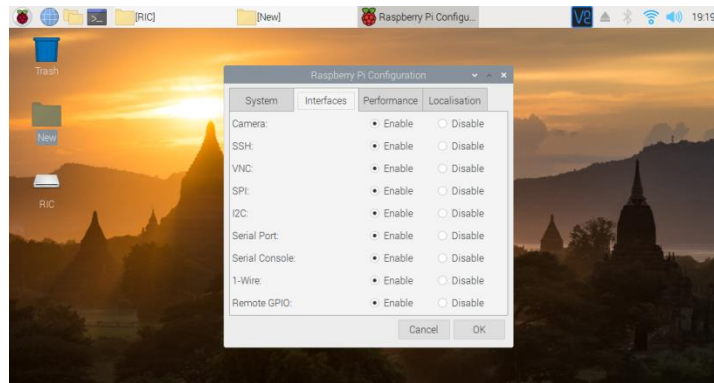 [RIC] [New] Raspberry Pi Configu... V2 19:19
Trash
New
RIC
Raspberry Pi Configuration
System Interfaces Performance Localisation
Camera: Enable Disable
SSH: Enable Disable
VNC: Enable Disable
SPI: Enable Disable
I2C: Enable Disable
Serial Port: Enable Disable
Serial Console: Enable Disable
1-Wire: Enable Disable
Remote GPIO: Enable Disable
Cancel OK